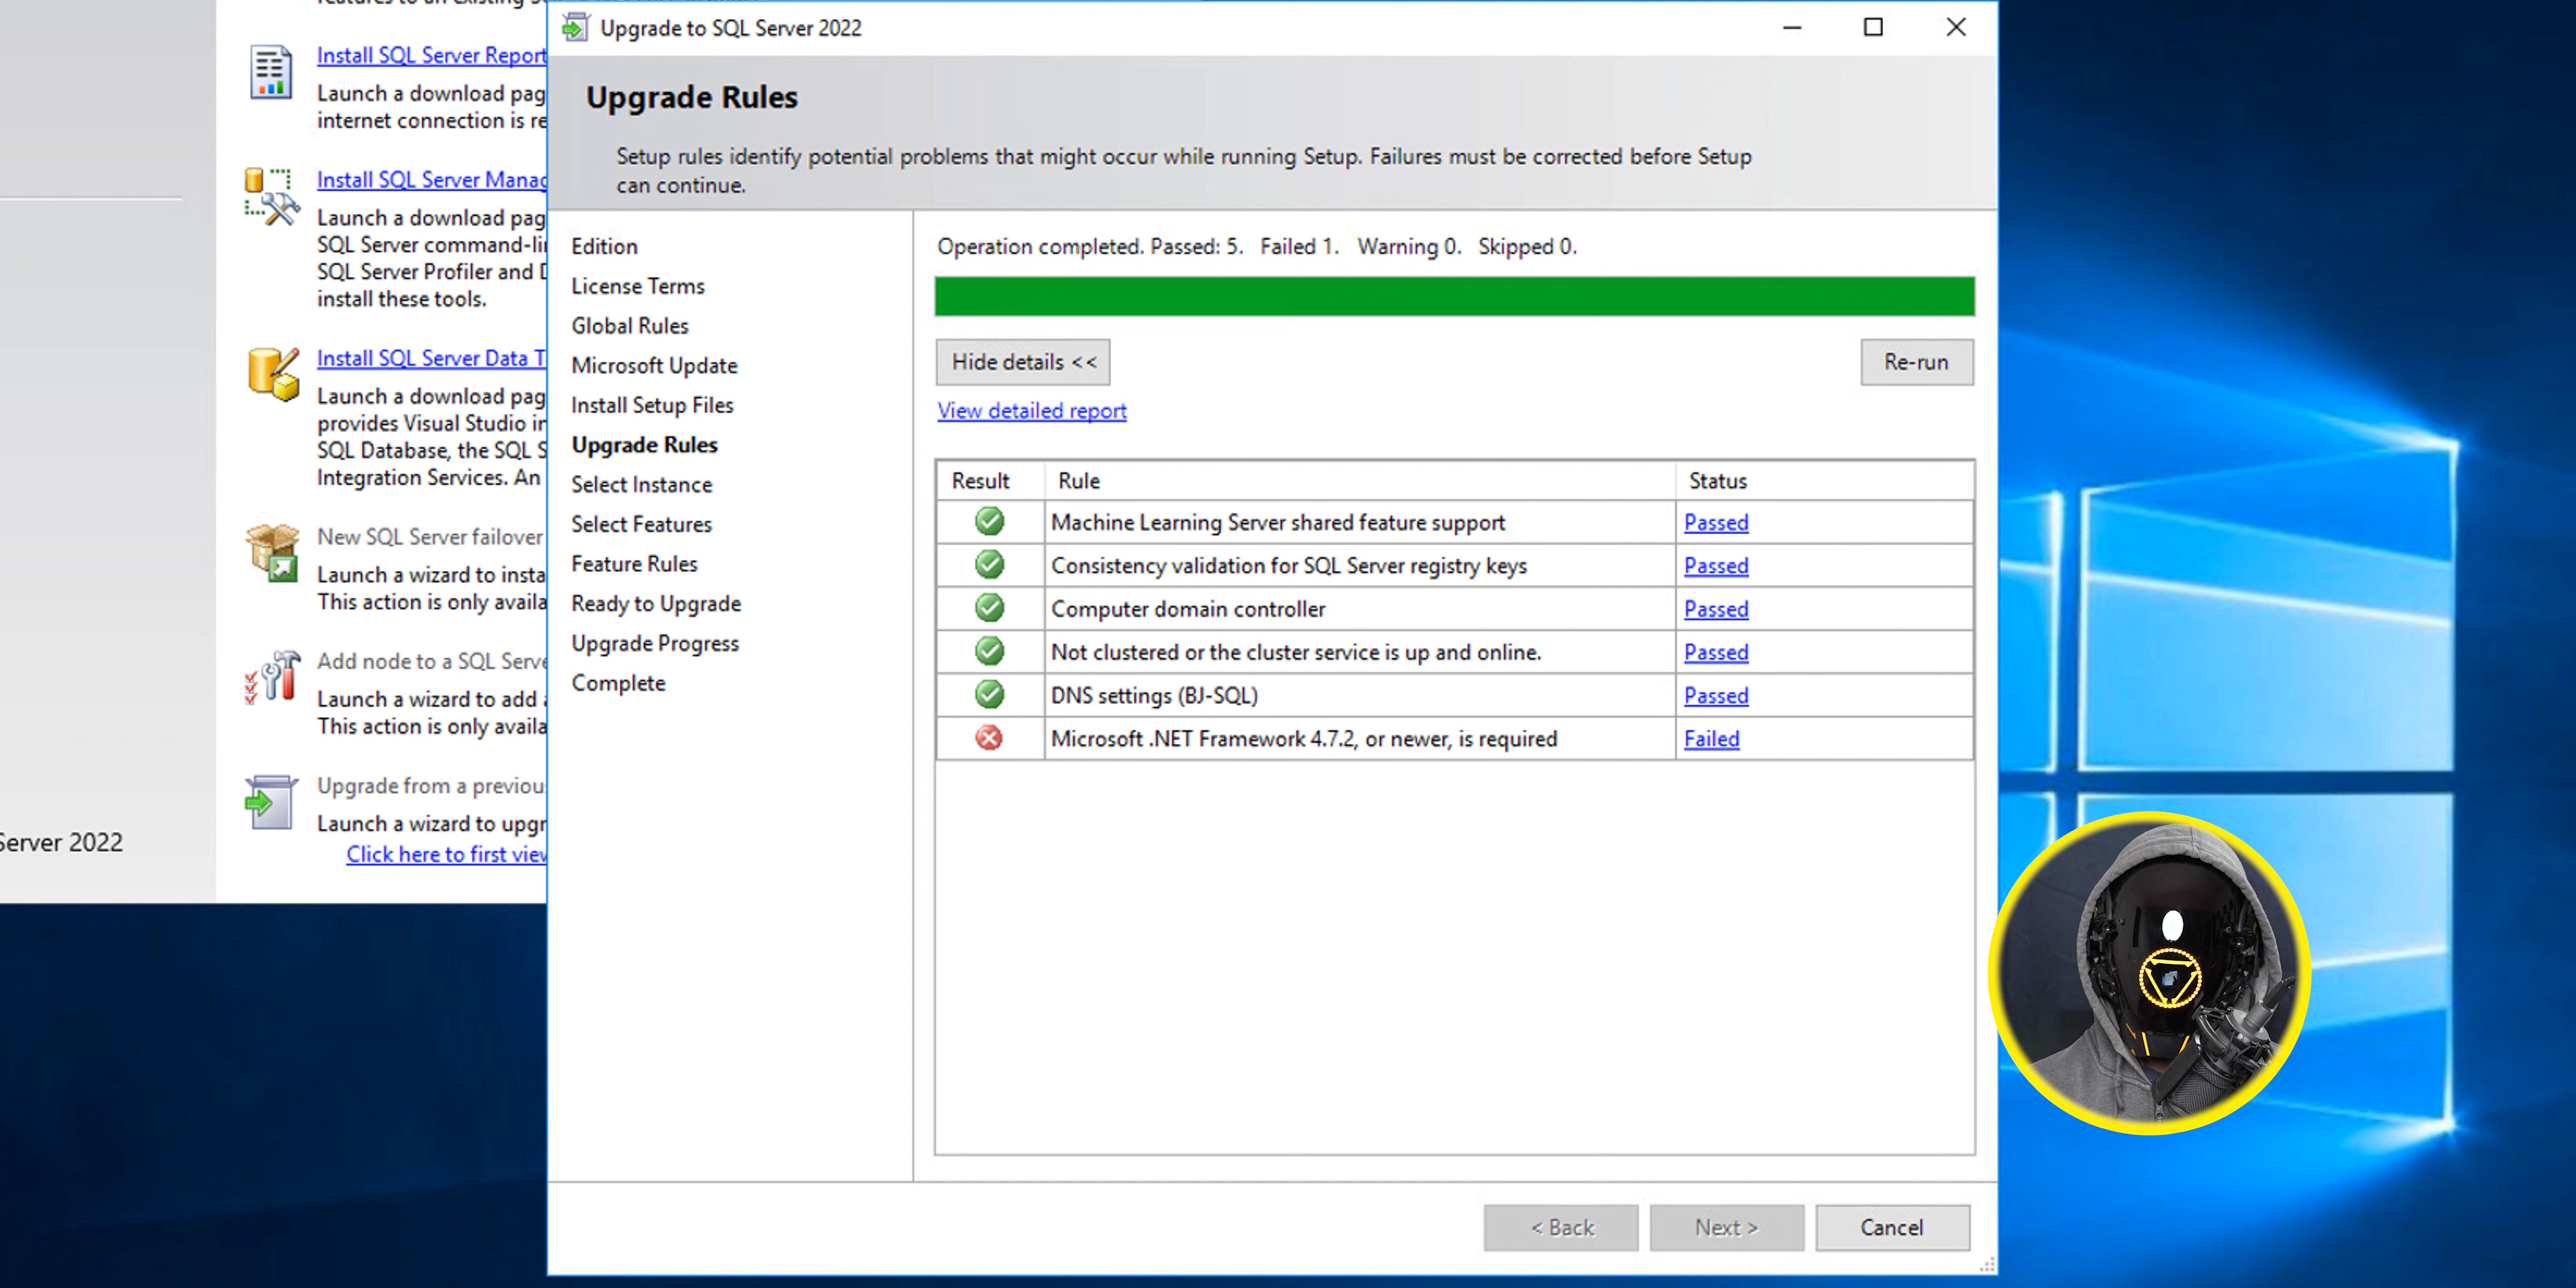 Install SQL Server Report
Launch a download pag
internet connection is re
Install SQL Server Manag
Launch a download pag
SQL Server command-li
SQL Server Profiler and D
install these tools.
Install SQL Server Data T
Launch a download pag
provides Visual Studio in
SQL Database, the SQL S
Integration Services. An
New SQL Server failover
Launch a wizard to insta
This action is only availa
Add node to a SQL Serve
Launch a wizard to add a
This action is only availa
Upgrade from a previou
Launch a wizard to upgr
Click here to first view
Server 2022
Upgrade to SQL Server 2022
Upgrade Rules
Setup rules identify potential problems that might occur while running Setup. Failures must be corrected before Setup
can continue.
Edition
License Terms
Global Rules
Microsoft Update
Install Setup Files
Upgrade Rules
Select Instance
Select Features
Feature Rules
Ready to Upgrade
Upgrade Progress
Complete
Operation completed. Passed: 5. Failed 1. Warning 0. Skipped 0.
Hide details <<
Re-run
View detailed report
Result Rule Status
Machine Learning Server shared feature support Passed
Consistency validation for SQL Server registry keys Passed
Computer domain controller Passed
Not clustered or the cluster service is up and online. Passed
DNS settings (BJ-SQL) Passed
Microsoft .NET Framework 4.7.2, or newer, is required Failed
< Back Next > Cancel